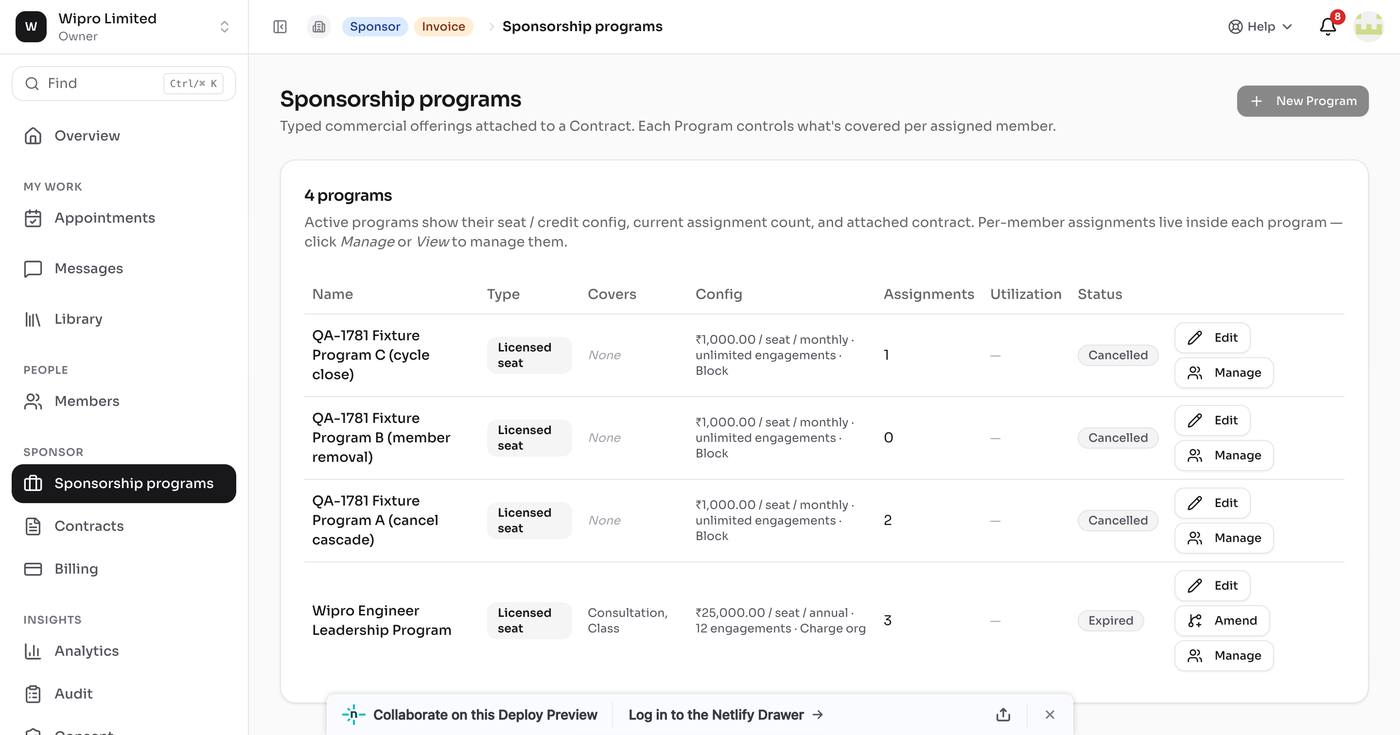 W
Wipro Limited
Owner
Sponsor
Invoice
Sponsorship programs
Help
8
Find
Ctrl/⌘ K
Overview
MY WORK
Appointments
Messages
Library
PEOPLE
Members
SPONSOR
Sponsorship programs
Contracts
Billing
INSIGHTS
Analytics
Audit
Sponsorship programs
Typed commercial offerings attached to a Contract. Each Program controls what's covered per assigned member.
New Program
4 programs
Active programs show their seat / credit config, current assignment count, and attached contract. Per-member assignments live inside each program —
click Manage or View to manage them.
Name Type Covers Config Assignments Utilization Status
QA-1781 Fixture
Program C (cycle
close)
Licensed
seat
None
₹1,000.00 / seat / monthly ·
unlimited engagements ·
Block
1
—
Cancelled
Edit
Manage
QA-1781 Fixture
Program B (member
removal)
Licensed
seat
None
₹1,000.00 / seat / monthly ·
unlimited engagements ·
Block
0
—
Cancelled
Edit
Manage
QA-1781 Fixture
Program A (cancel
cascade)
Licensed
seat
None
₹1,000.00 / seat / monthly ·
unlimited engagements ·
Block
2
—
Cancelled
Edit
Manage
Wipro Engineer
Leadership Program
Licensed
seat
Consultation,
Class
₹25,000.00 / seat / annual ·
12 engagements · Charge org
3
—
Expired
Edit
Amend
Manage
Collaborate on this Deploy Preview
Log in to the Netlify Drawer →